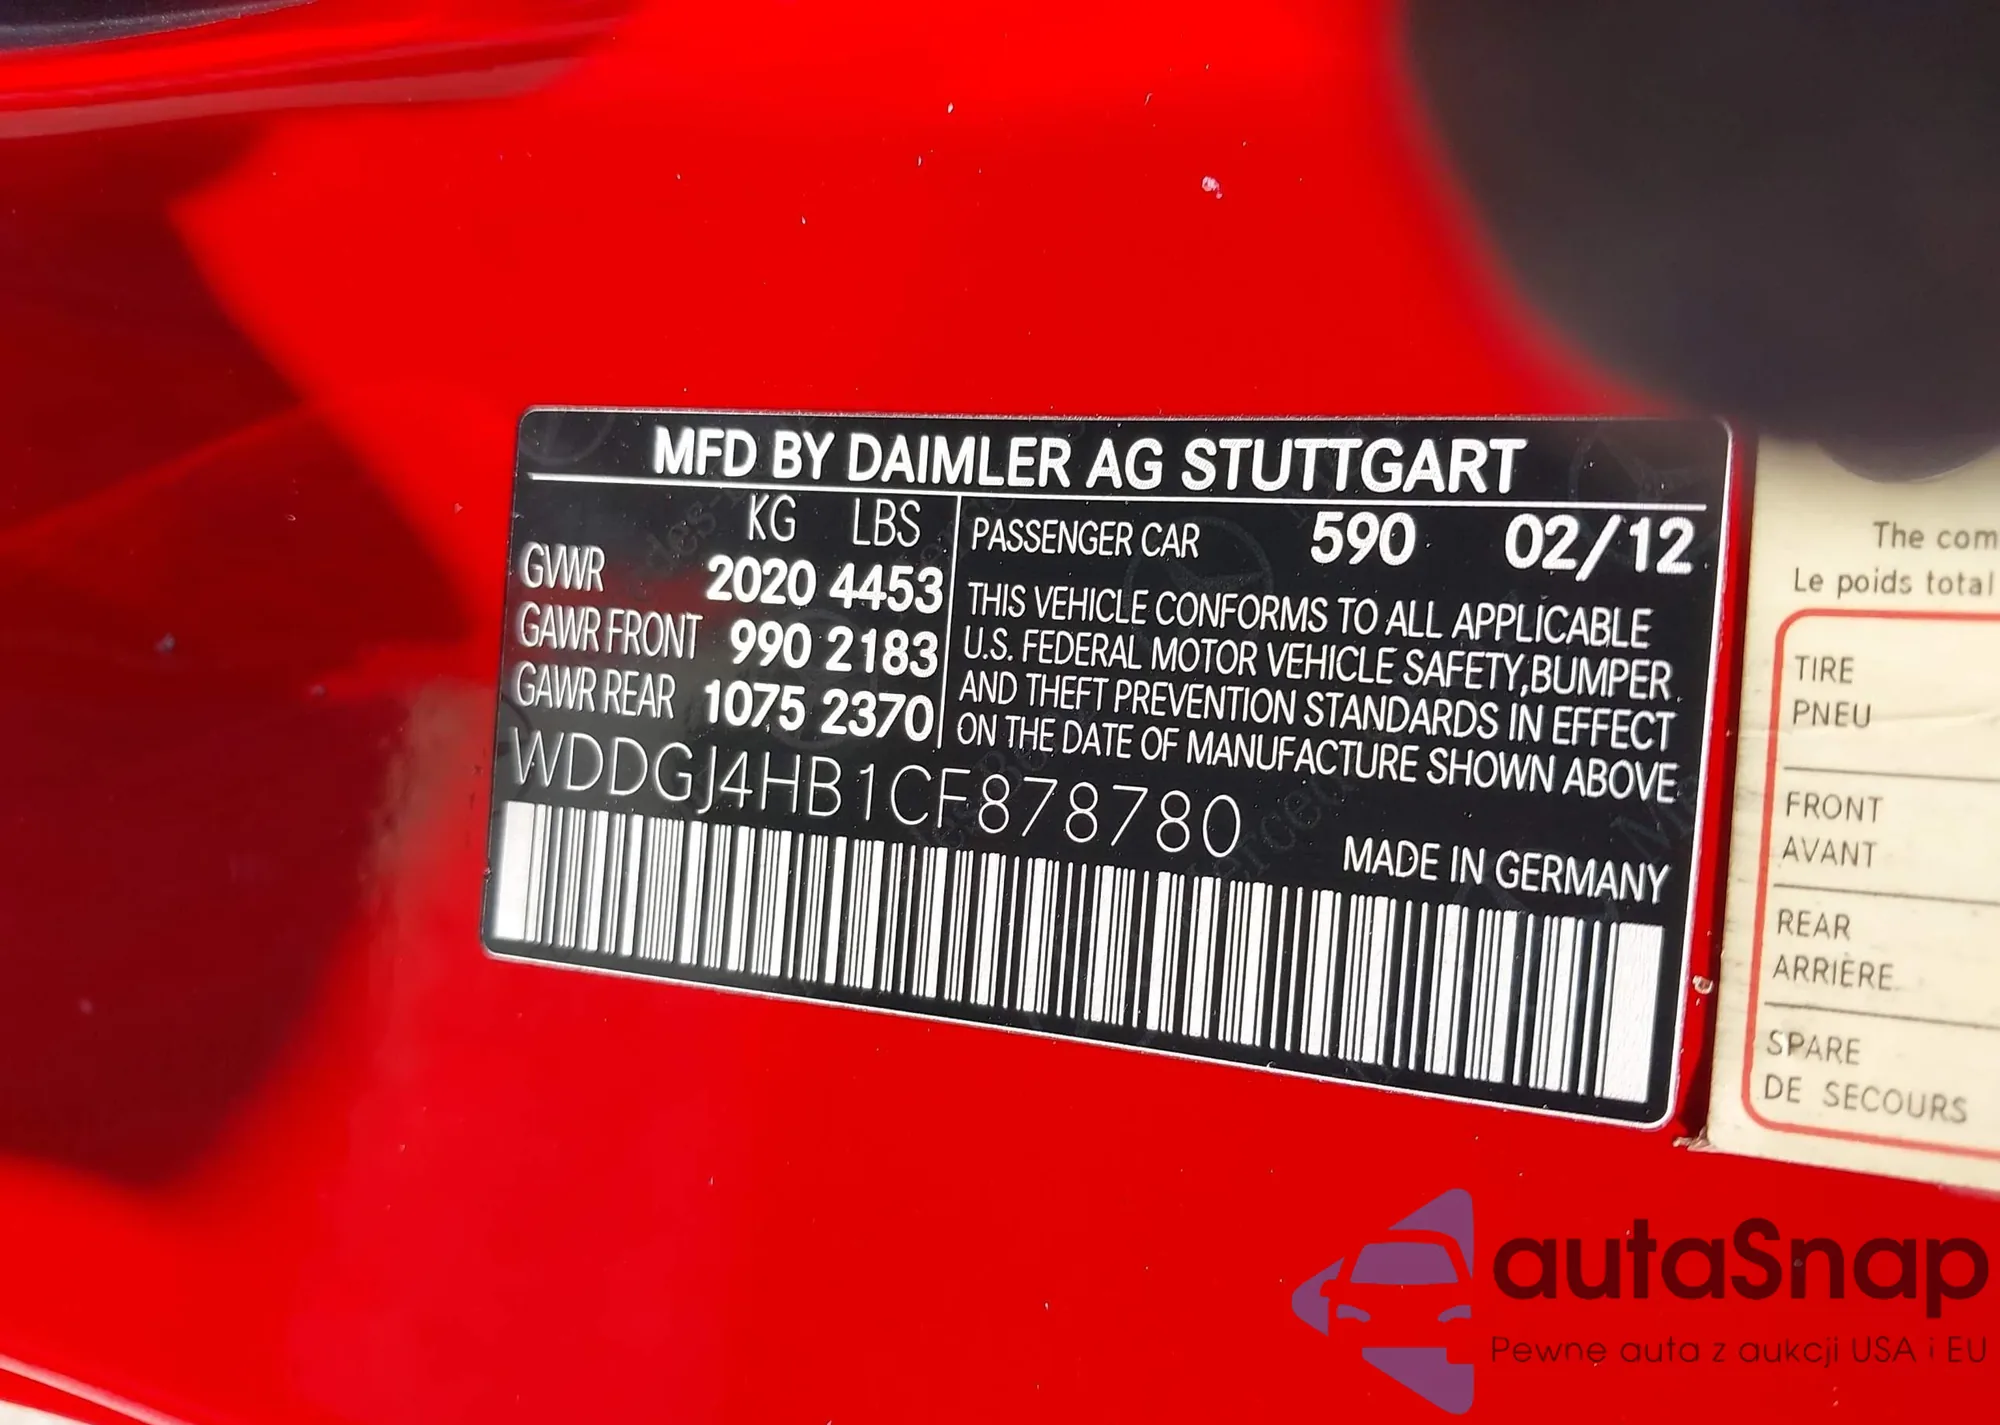 MFD BY DAIMLER AG STUTTGART
KG LBS
GVWR 2020 4453
GAWR FRONT 990 2183
GAWR REAR 1075 2370
PASSENGER CAR 590 02/12
THIS VEHICLE CONFORMS TO ALL APPLICABLE
U.S. FEDERAL MOTOR VEHICLE SAFETY,BUMPER
AND THEFT PREVENTION STANDARDS IN EFFECT
ON THE DATE OF MANUFACTURE SHOWN ABOVE
WDDGJ4HB1CF878780
MADE IN GERMANY
The com
Le poids total
TIRE
PNEU
FRONT
AVANT
REAR
ARRIÈRE
SPARE
DE SECOURS
autaSnap
Pewne auta z aukcji USA i EU